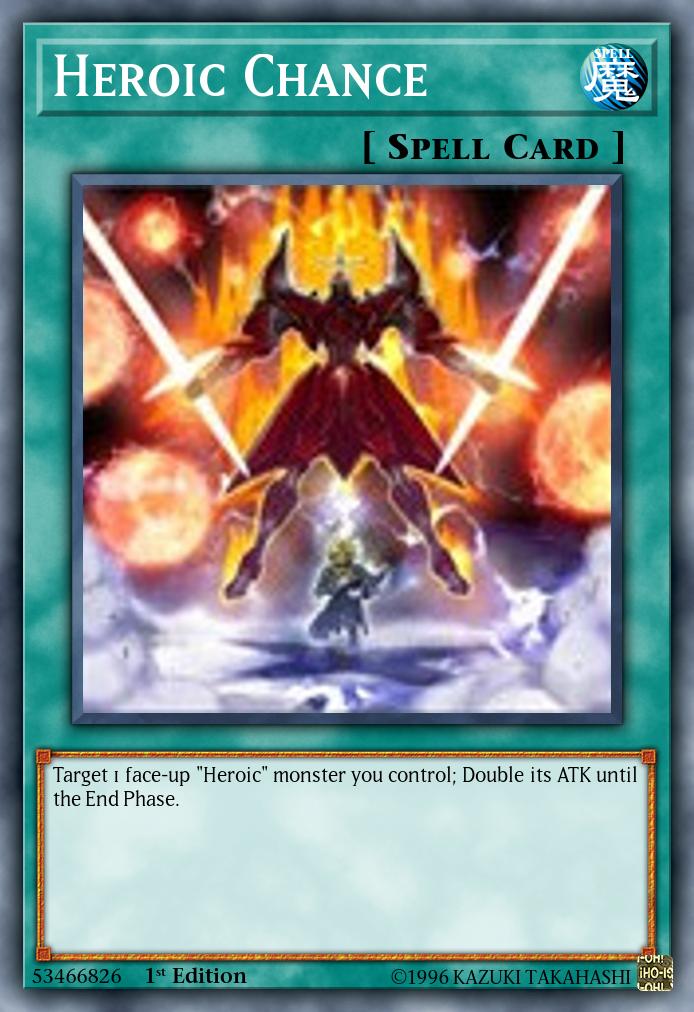 Heroic Chance
SPELL
魔
[ Spell Card ]
Target 1 face-up "Heroic" monster you control; Double its ATK until
the End Phase.
53466826 1st Edition ©1996 KAZUKI TAKAHASHI